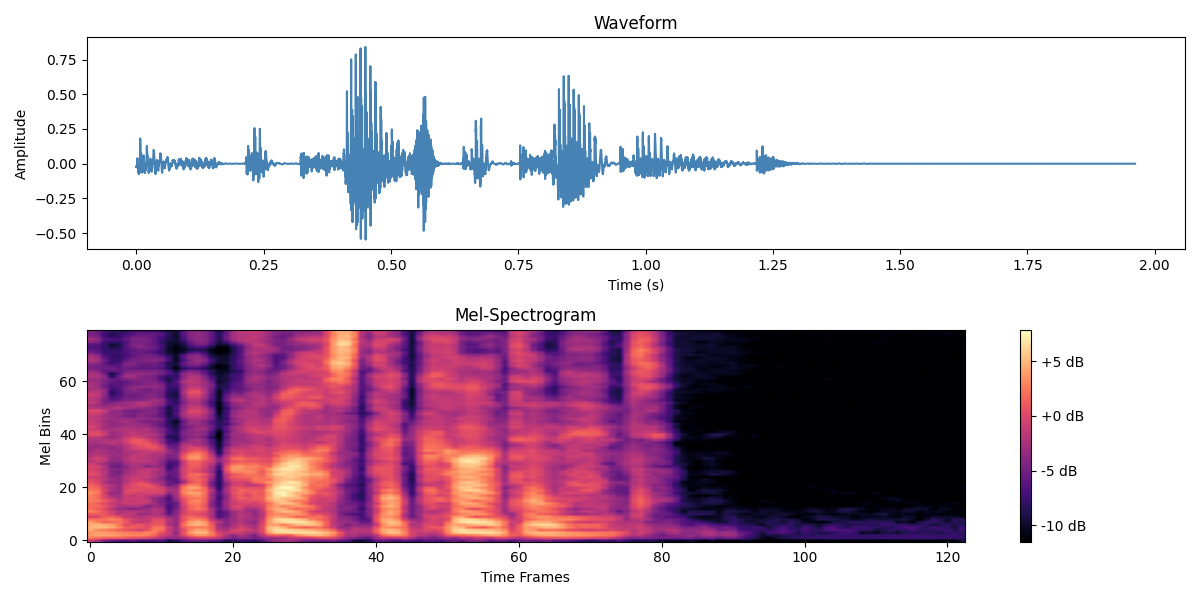 Waveform
Amplitude
0.75
0.50
0.25
0.00
−0.25
−0.50
0.00 0.25 0.50 0.75 1.00 1.25 1.50 1.75 2.00
Time (s)
Mel-Spectrogram
Mel Bins
60
40
20
0
0 20 40 60 80 100 120
Time Frames
+5 dB
+0 dB
-5 dB
-10 dB